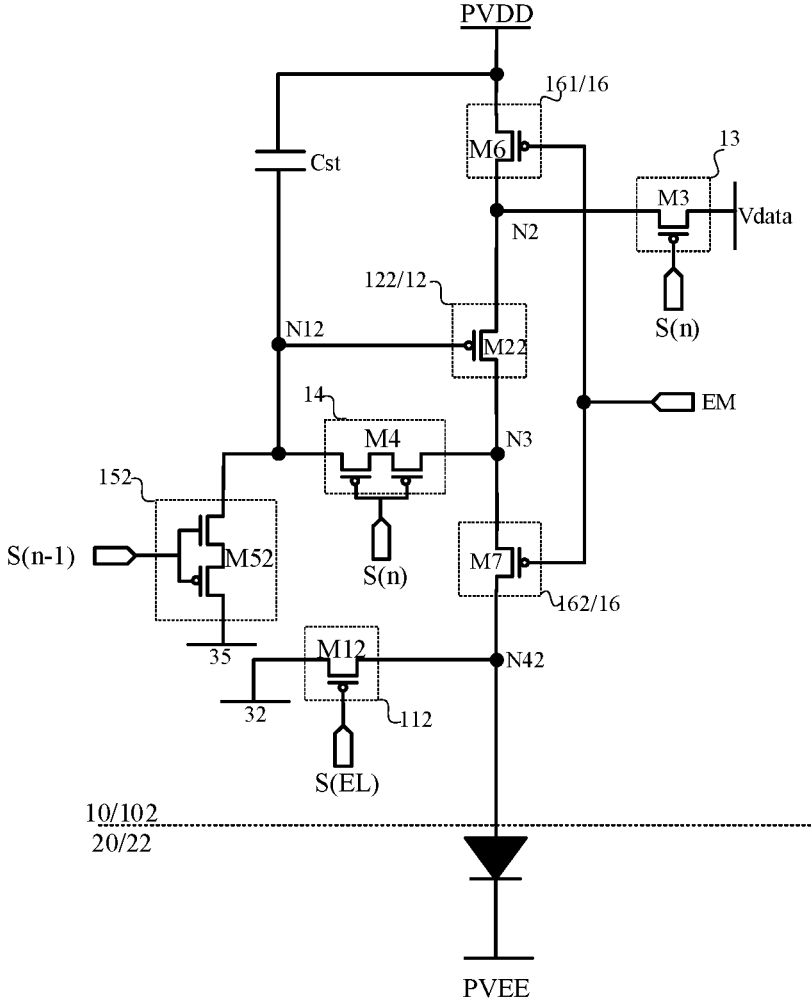 PVDD
161/16
M6
13
Cst
M3
Vdata
N2
122/12
S(n)
N12
M22
14
EM
M4
N3
152
S(n-1)
M52
M7
S(n)
162/16
35
M12
N42
32
112
S(EL)
10/102
20/22
PVEE